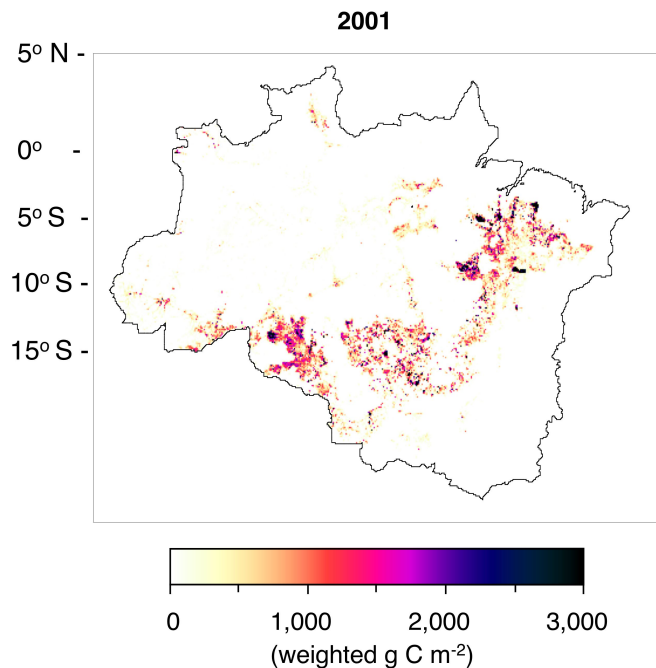 2001
5º N -
0º -
5º S -
10º S -
15º S -
0 1,000 2,000 3,000
(weighted g C m-2)